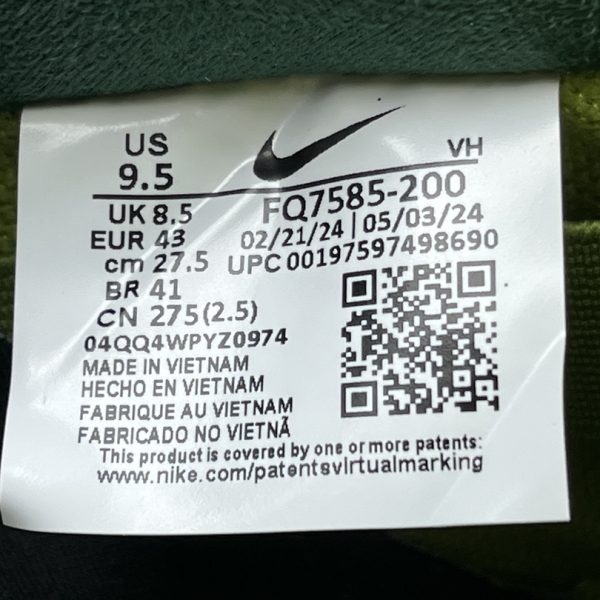 US
9.5
VH
UK 8.5
FQ7585-200
EUR 43
02/21/24 | 05/03/24
cm 27.5
UPC 00197597498690
BR 41
CN 275(2.5)
04QQ4WPYZ0974
MADE IN VIETNAM
HECHO EN VIETNAM
FABRIQUE AU VIETNAM
FABRICADO NO VIETNÃ
This product is covered by one or more patents:
www.nike.com/patentsvirtualmarking